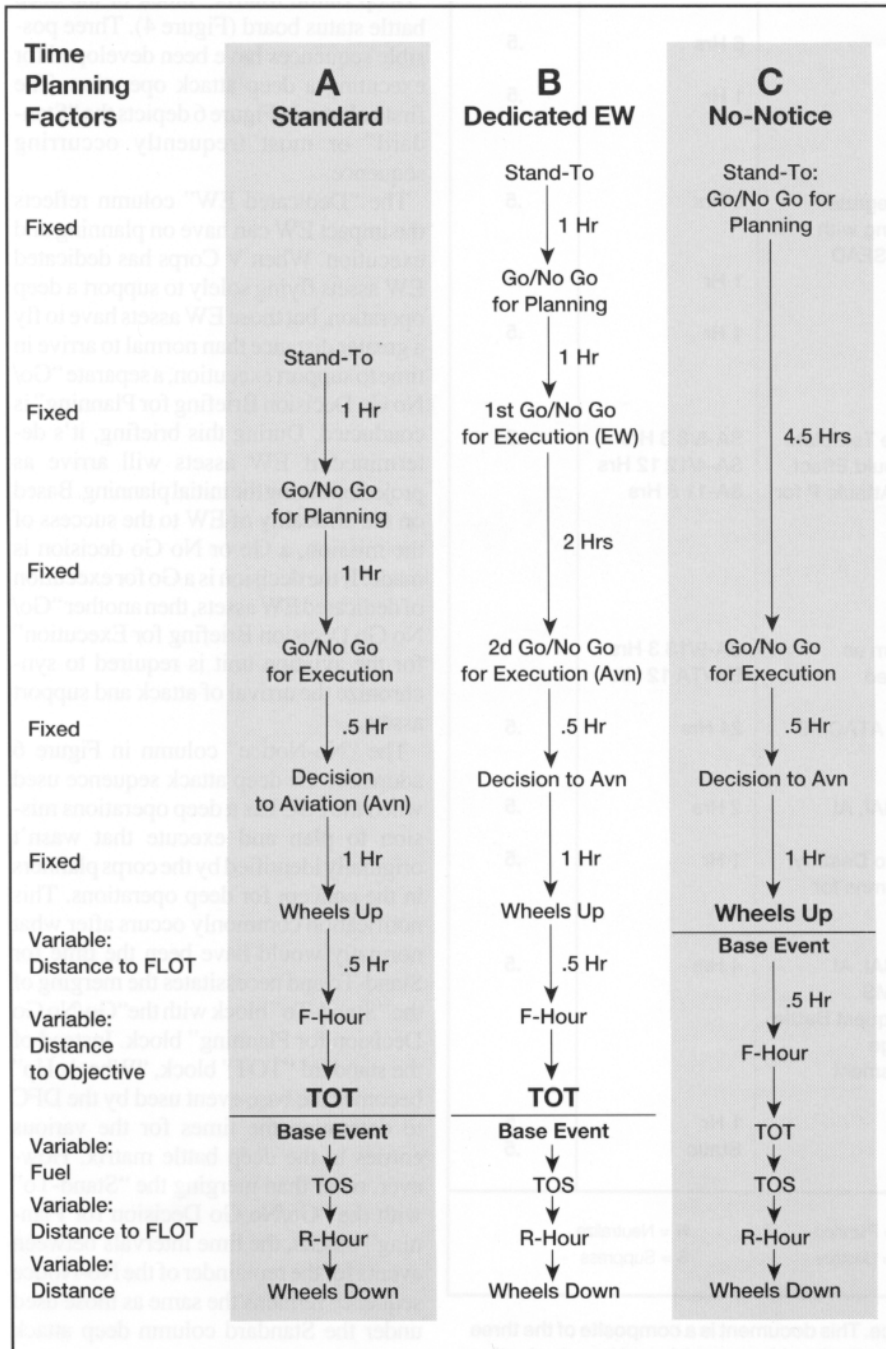 Time
Planning
Factors
A
Standard
B
Dedicated EW
C
No-Notice
Fixed
Fixed
Fixed
Fixed
Fixed
Variable:
Distance to FLOT
Variable:
Distance
to Objective
Variable:
Fuel
Variable:
Distance to FLOT
Variable:
Distance
Stand-To
1 Hr
Go/No Go
for Planning
1 Hr
Go/No Go
for Execution
.5 Hr
Decision
to Aviation (Avn)
1 Hr
Wheels Up
.5 Hr
F-Hour
TOT
Base Event
TOS
R-Hour
Wheels Down
Stand-To
1 Hr
Go/No Go
for Planning
1 Hr
1st Go/No Go
for Execution (EW)
2 Hrs
2d Go/No Go
for Execution (Avn)
.5 Hr
Decision to Avn
1 Hr
Wheels Up
.5 Hr
F-Hour
TOT
Base Event
TOS
R-Hour
Wheels Down
Stand-To:
Go/No Go for
Planning
4.5 Hrs
Go/No Go
for Execution
.5 Hr
Decision to Avn
1 Hr
Wheels Up
Base Event
.5 Hr
F-Hour
TOT
TOS
R-Hour
Wheels Down